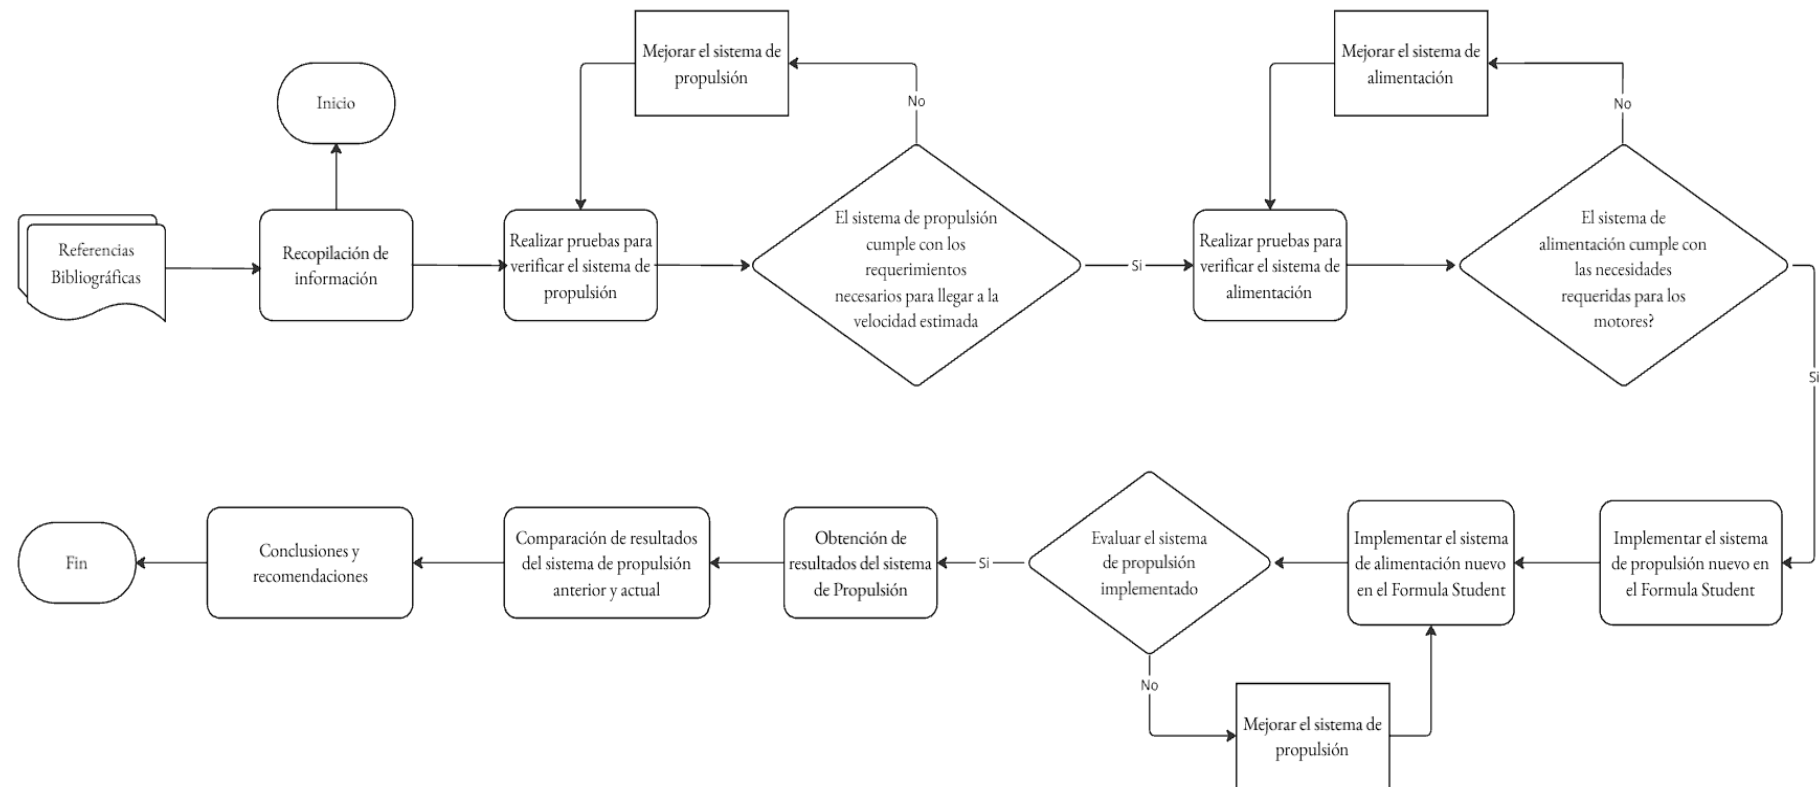 Mejorar el sistema de
propulsión
Mejorar el sistema de
alimentación
Inicio
No
No
Referencias
Bibliográficas
Recopilación de
información
Realizar pruebas para
verificar el sistema de
propulsión
El sistema de propulsión
cumple con los
requerimientos
necesarios para llegar a la
velocidad estimada
Si
Realizar pruebas para
verificar el sistema de
alimentación
El sistema de
alimentación cumple con
las necesidades
requeridas para los
motores?
Si
Fin
Conclusiones y
recomendaciones
Comparación de resultados
del sistema de propulsión
anterior y actual
Obtención de
resultados del sistema
de Propulsión
Si
Evaluar el sistema
de propulsión
implementado
Implementar el sistema
de alimentación nuevo
en el Formula Student
Implementar el sistema
de propulsión nuevo en
el Formula Student
No
Mejorar el sistema de
propulsión